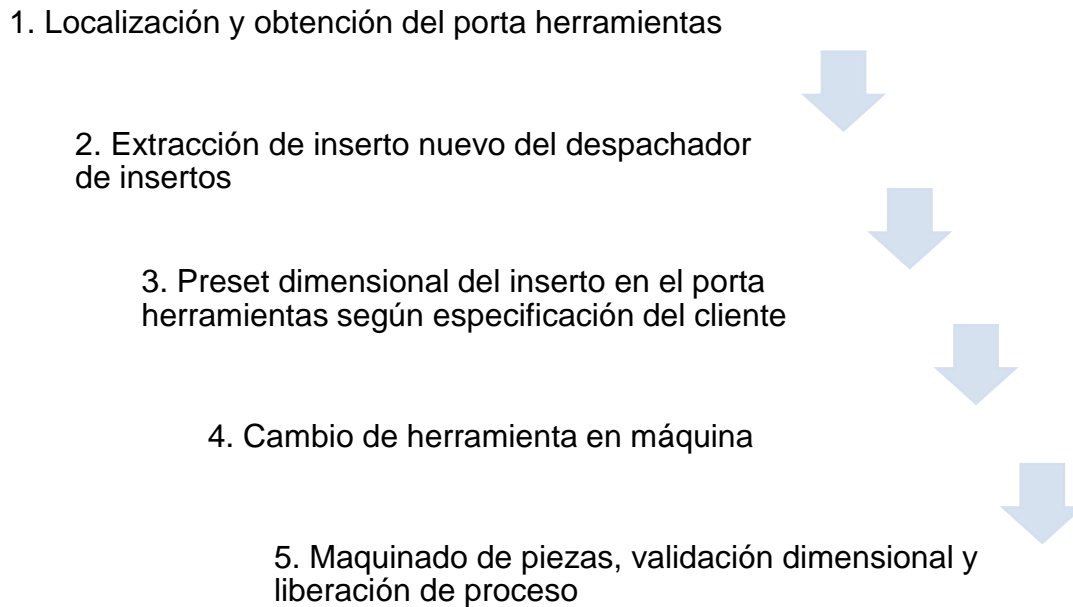 1. Localización y obtención del porta herramientas
2. Extracción de inserto nuevo del despachador
de insertos
3. Preset dimensional del inserto en el porta
herramientas según especificación del cliente
4. Cambio de herramienta en máquina
5. Maquinado de piezas, validación dimensional y
liberación de proceso